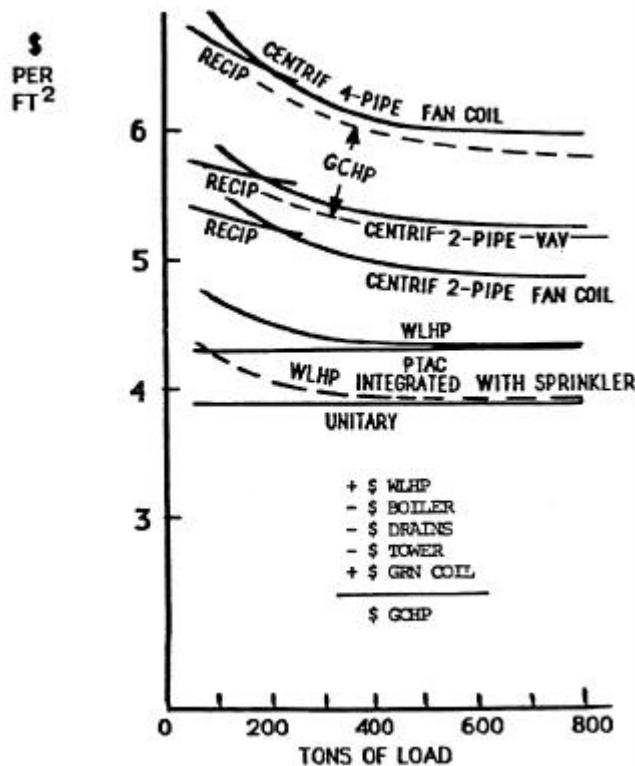 $
PER
FT2
CENTRIF 4-PIPE FAN COIL
RECIP
6
GCHP
RECIP
CENTRIF 2-PIPE VAV
RECIP
5
CENTRIF 2-PIPE FAN COIL
WLHP
PTAC
WLHP INTEGRATED WITH SPRINKLER
4
UNITARY
+ $ WLHP
- $ BOILER
- $ DRAINS
3
- $ TOWER
+ $ GRN COIL
$ GCHP
0 200 400 600 800
TONS OF LOAD